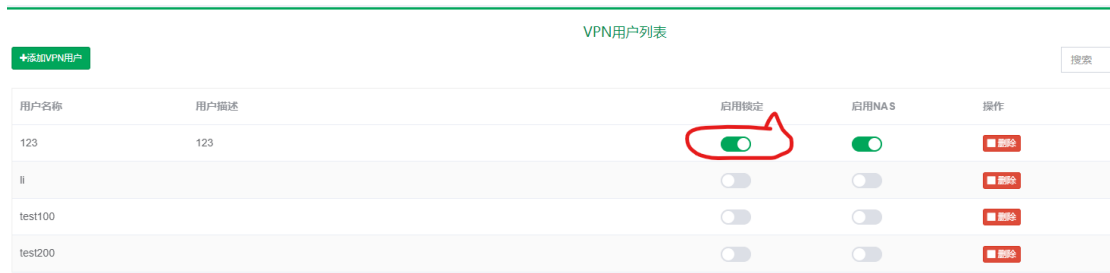 VPN用户列表
+添加VPN用户
搜索
用户名称 用户描述 启用锁定 启用NAS 操作
123 123 删除
li 删除
test100 删除
test200 删除